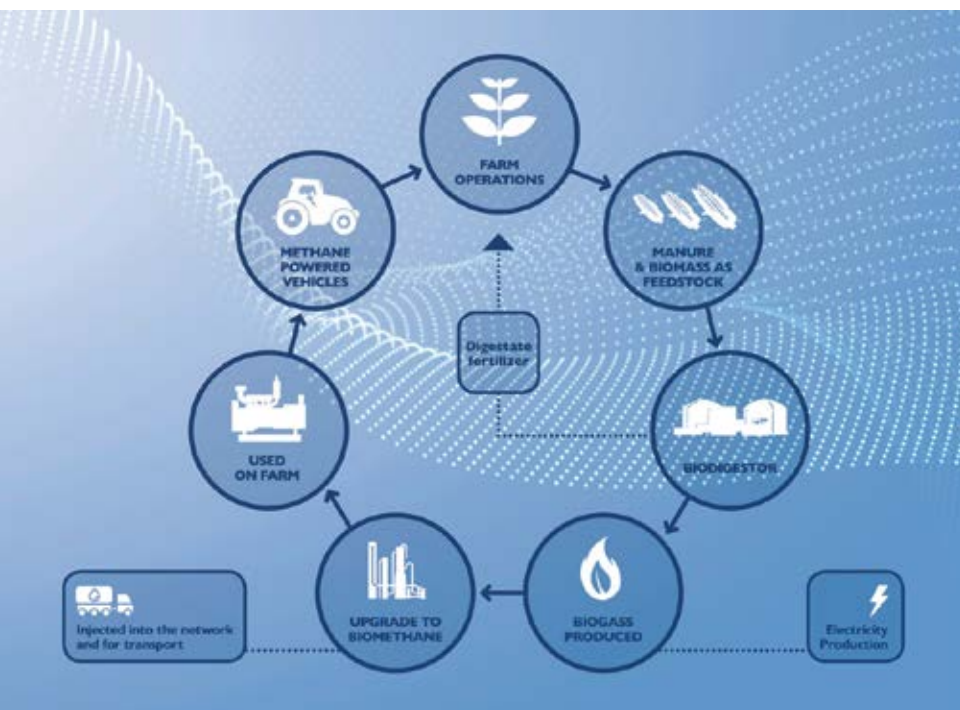 FARM
OPERATIONS
MANURE
& BIOMASS AS
FEEDSTOCK
BIODIGESTOR
BIOGASS
PRODUCED
UPGRADE TO
BIOMETHANE
USED
ON FARM
METHANE
POWERED
VEHICLES
Digestate
fertilizer
Injected into the network
and for transport
Electricity
Production